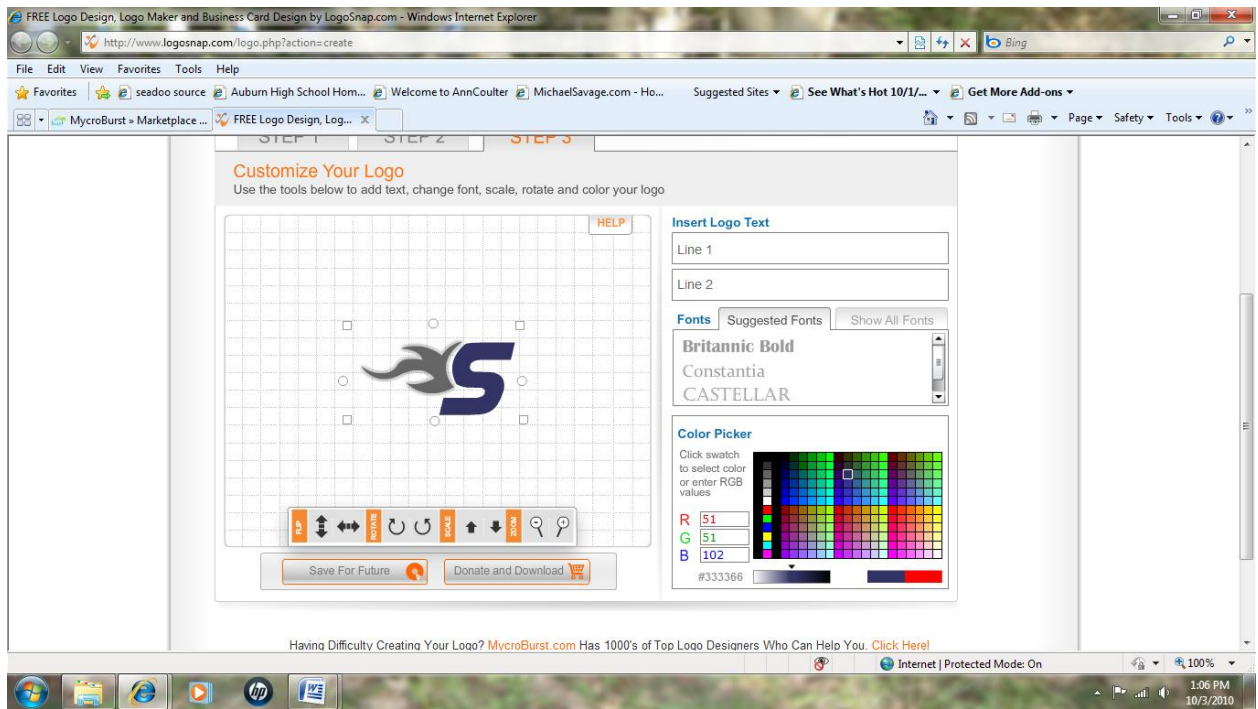 FREE Logo Design, Logo Maker and Business Card Design by LogoSnap.com - Windows Internet Explorer
http://www.logosnap.com/logo.php?action=create
Bing
File Edit View Favorites Tools Help
Favorites seadoo source Auburn High School Hom... Welcome to AnnCoulter MichaelSavage.com - Ho... Suggested Sites See What's Hot 10/1/... Get More Add-ons
MycroBurst » Marketplace ... FREE Logo Design, Log... X Page Safety Tools
STEP 1 STEP 2 STEP 3
Customize Your Logo
Use the tools below to add text, change font, scale, rotate and color your logo
HELP
S
FLIP ROTATE SCALE ZOOM
Save For Future Donate and Download
Insert Logo Text
Line 1
Line 2
Fonts Suggested Fonts Show All Fonts
Britannic Bold
Constantia
CASTELLAR
Color Picker
Click swatch
to select color
or enter RGB
values
R 51
G 51
B 102
#333366
Having Difficulty Creating Your Logo? MycroBurst.com Has 1000's of Top Logo Designers Who Can Help You. Click Here!
Internet | Protected Mode: On 100%
hp W
1:06 PM
10/3/2010